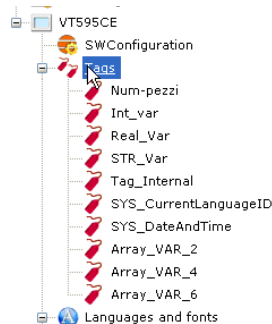 VT595CE
SWConfiguration
Tags
Num-pezzi
Int_var
Real_Var
STR_Var
Tag_Internal
SYS_CurrentLanguageID
SYS_DateAndTime
Array_VAR_2
Array_VAR_4
Array_VAR_6
Languages and fonts